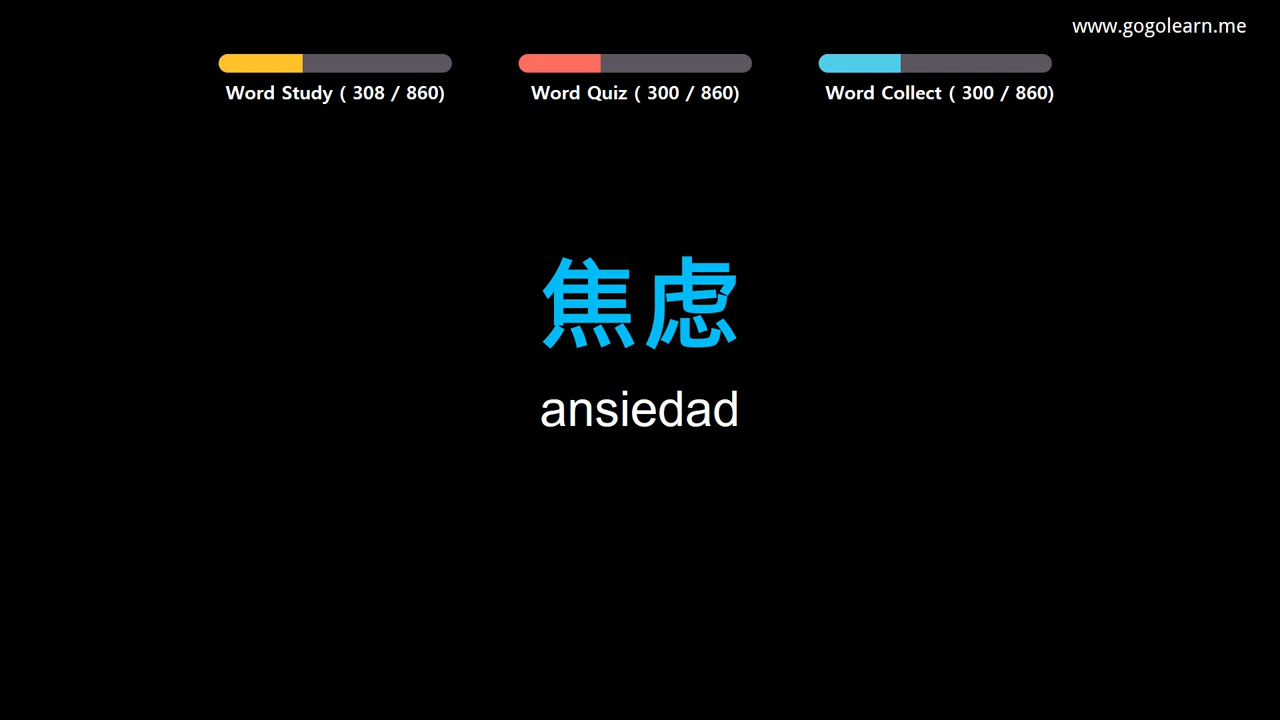 www.gogolearn.me
Word Study ( 308 / 860)
Word Quiz ( 300 / 860)
Word Collect ( 300 / 860)
焦虑
ansiedad